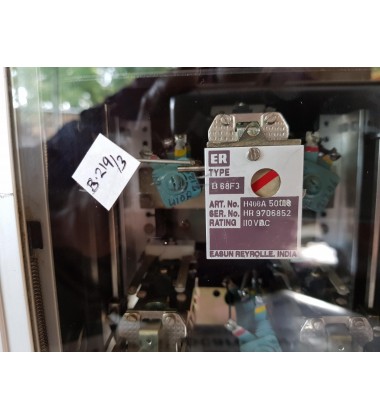 B-219/3
ER
TYPE
B 68F3
ART. No.
SER. No. HR 9706852
RATING 110VDC
EASUN REYROLLE. INDIA